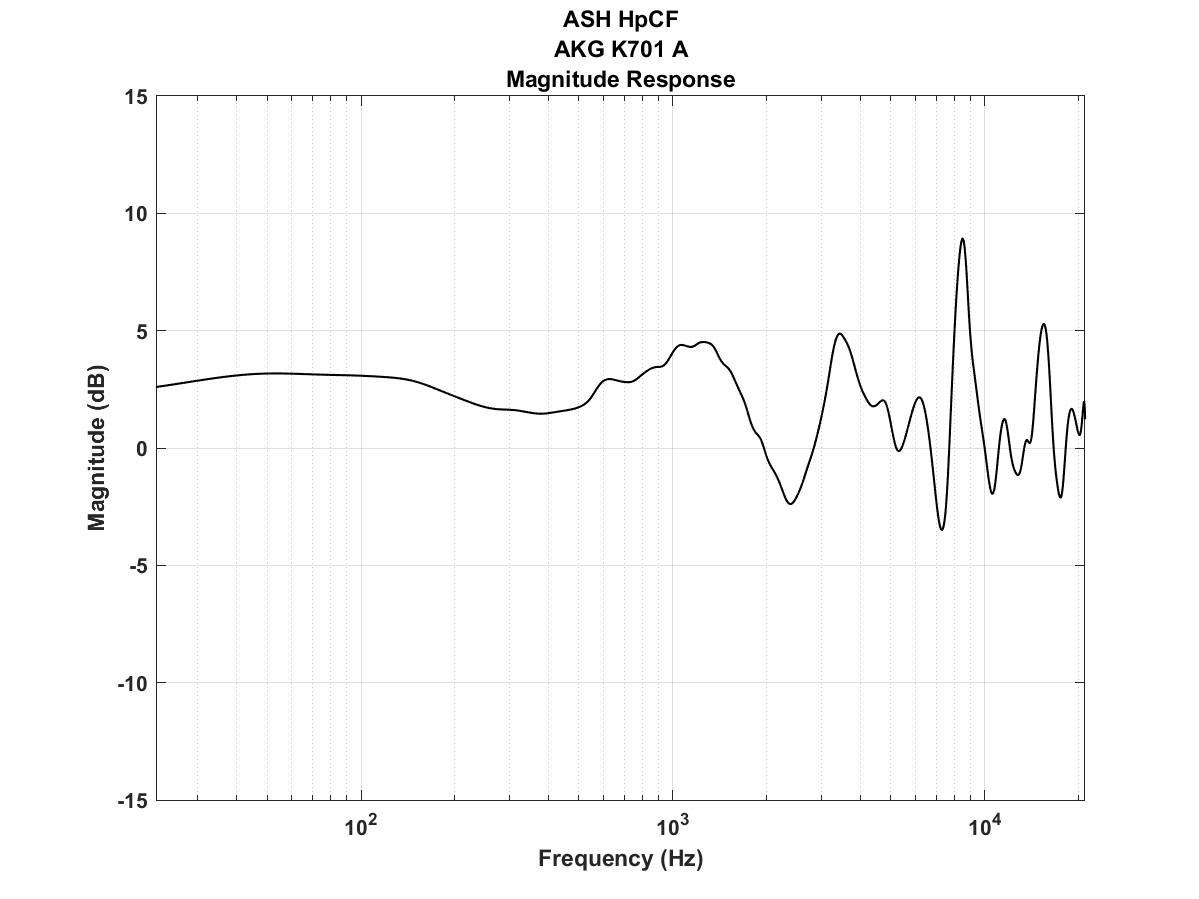 ASH HpCF
AKG K701 A
Magnitude Response
15
10
5
0
-5
-10
-15
Magnitude (dB)
10²
10³
10⁴
Frequency (Hz)